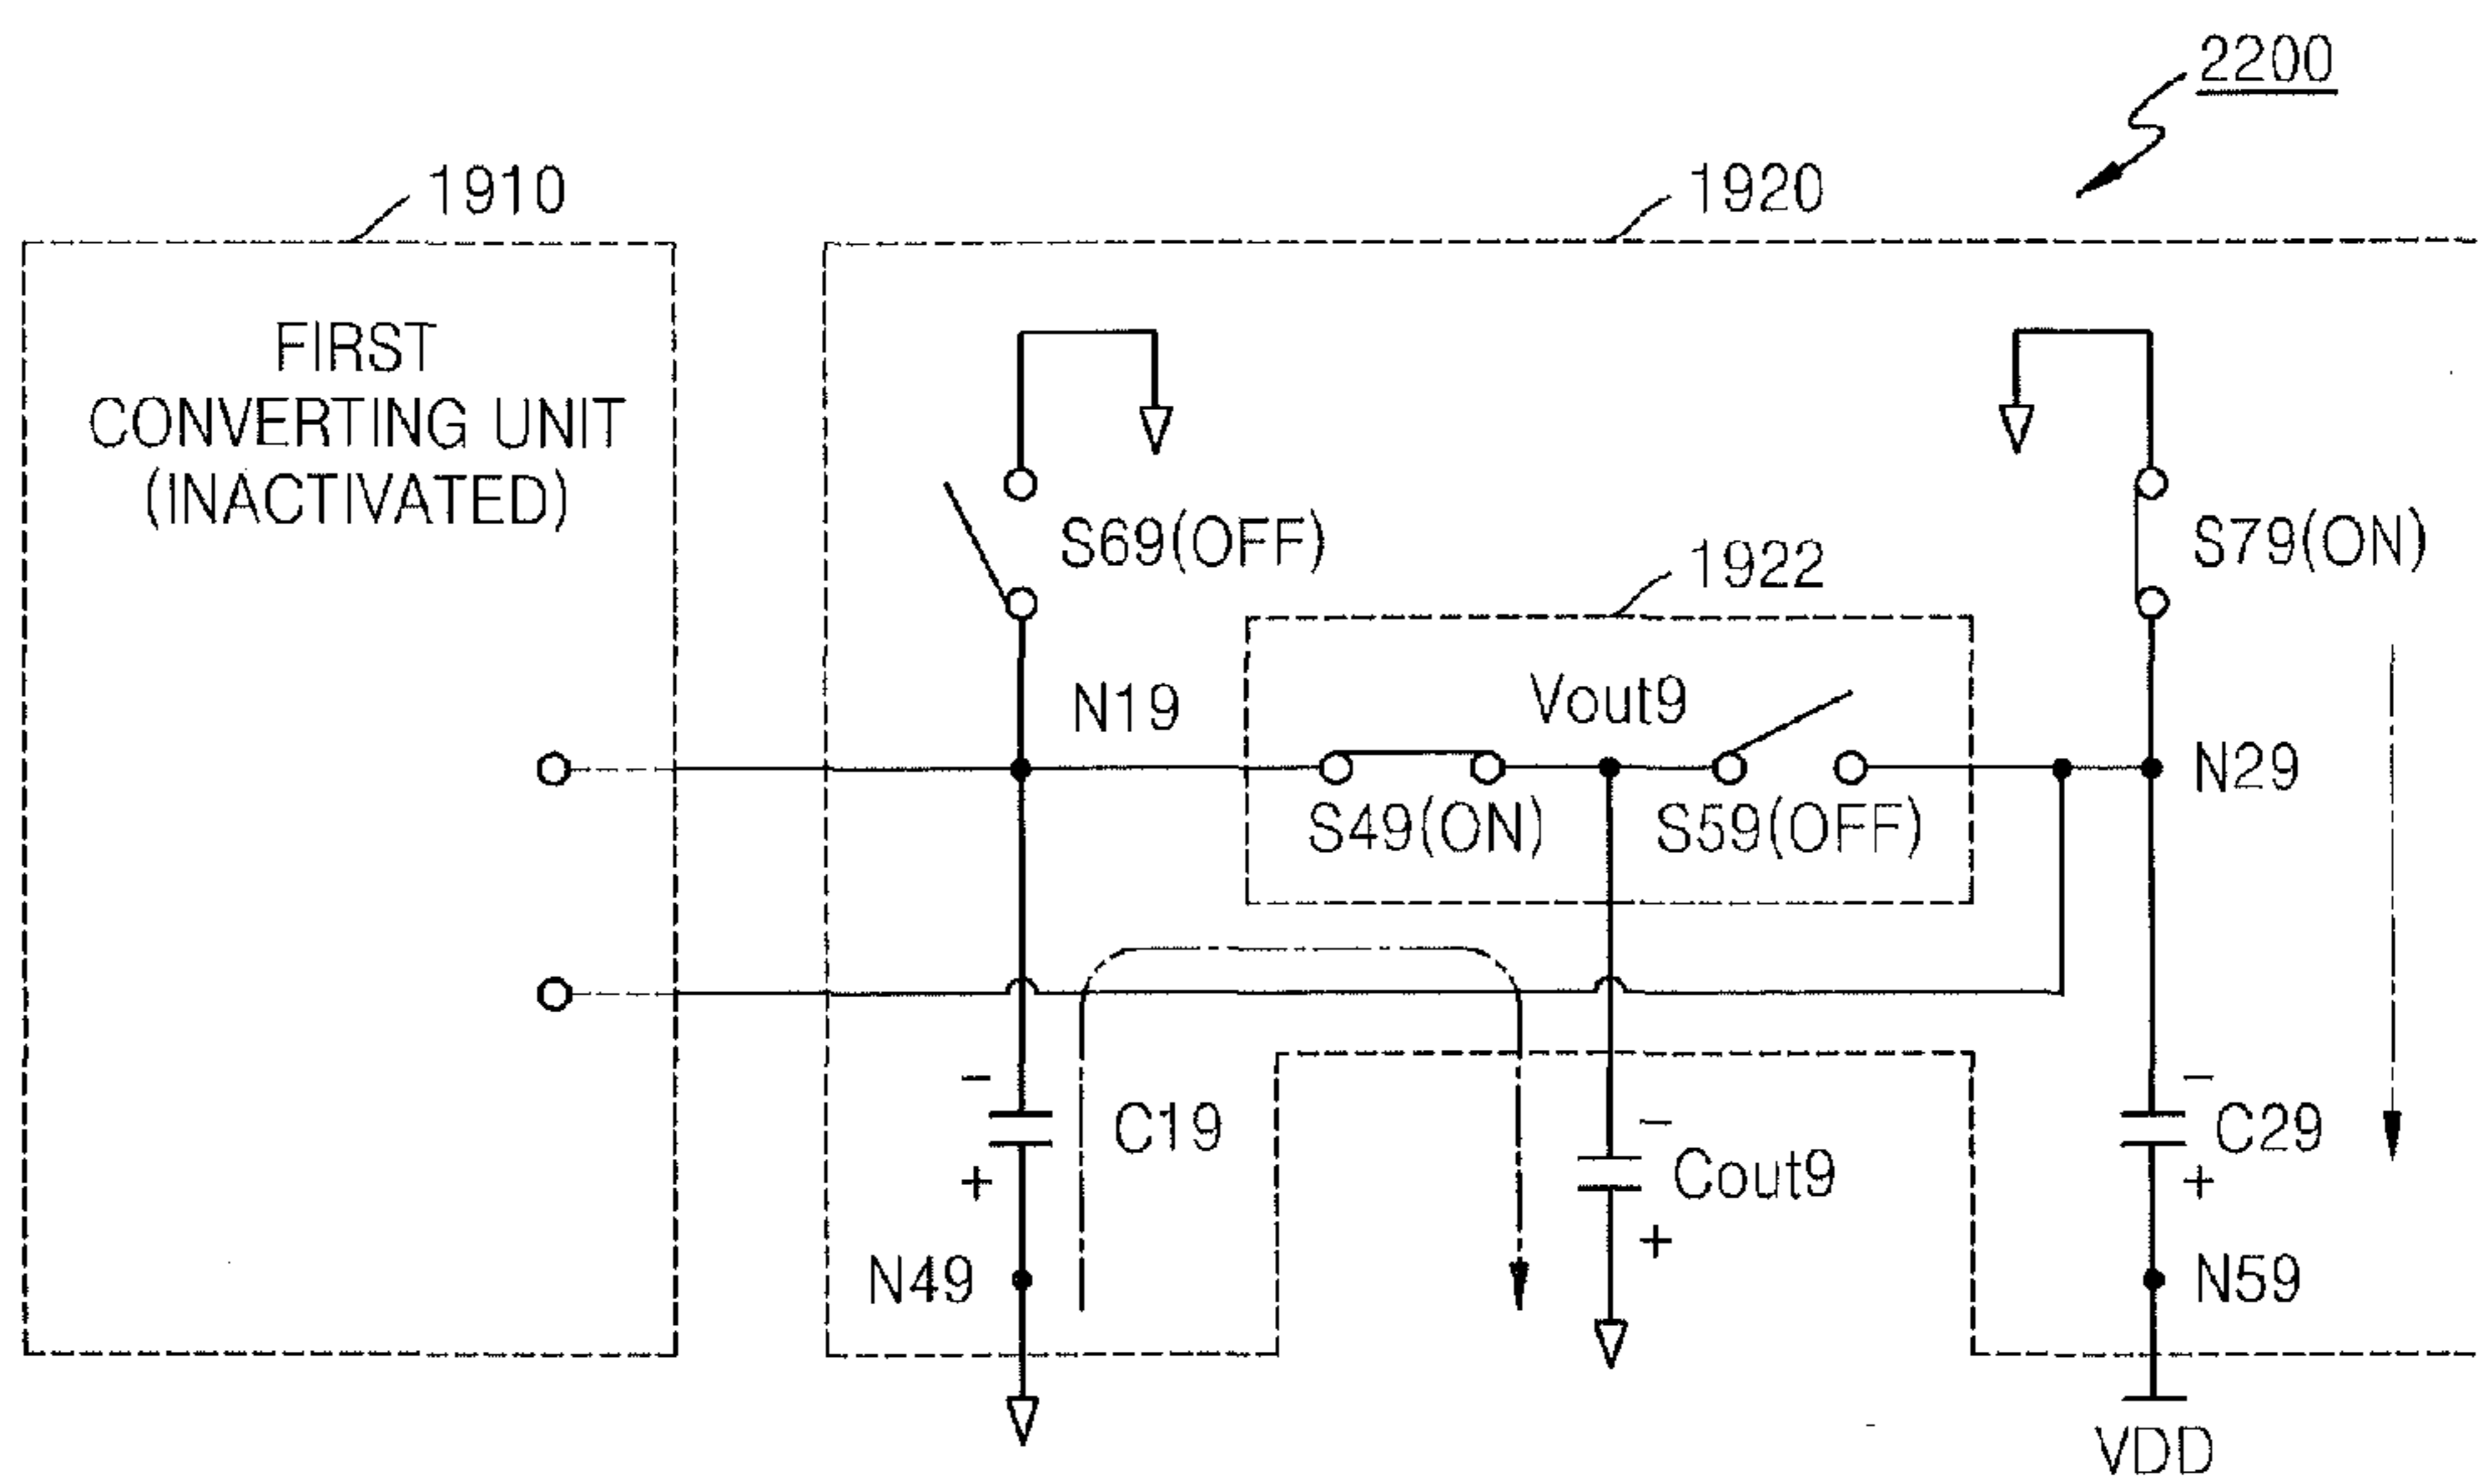 2200
1910
1920
FIRST
CONVERTING UNIT
(INACTIVATED)
S69(OFF)
S79(ON)
1922
N19
Vout9
N29
S49(ON)
S59(OFF)
−
−
−
C19
C29
Cout9
+
+
+
N49
N59
VDD